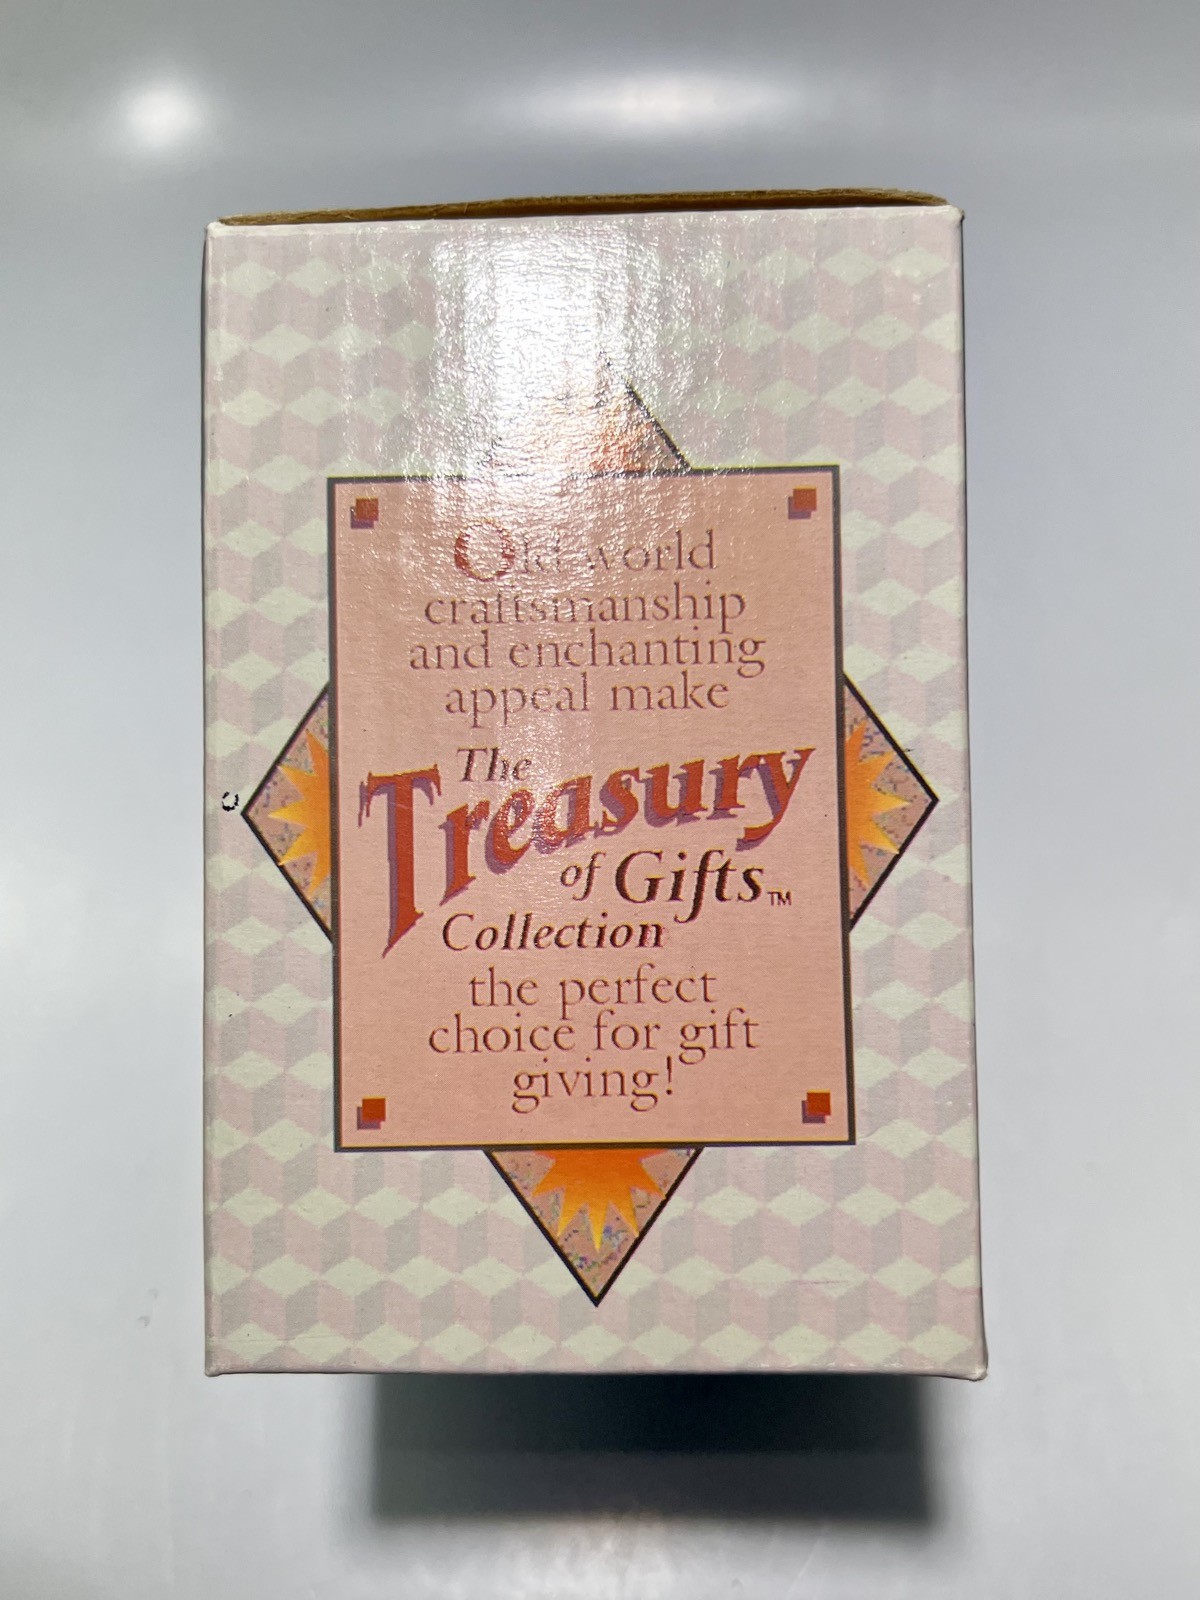 Old world
craftsmanship
and enchanting
appeal make
The
Treasury
of Gifts™
Collection
the perfect
choice for gift
giving!